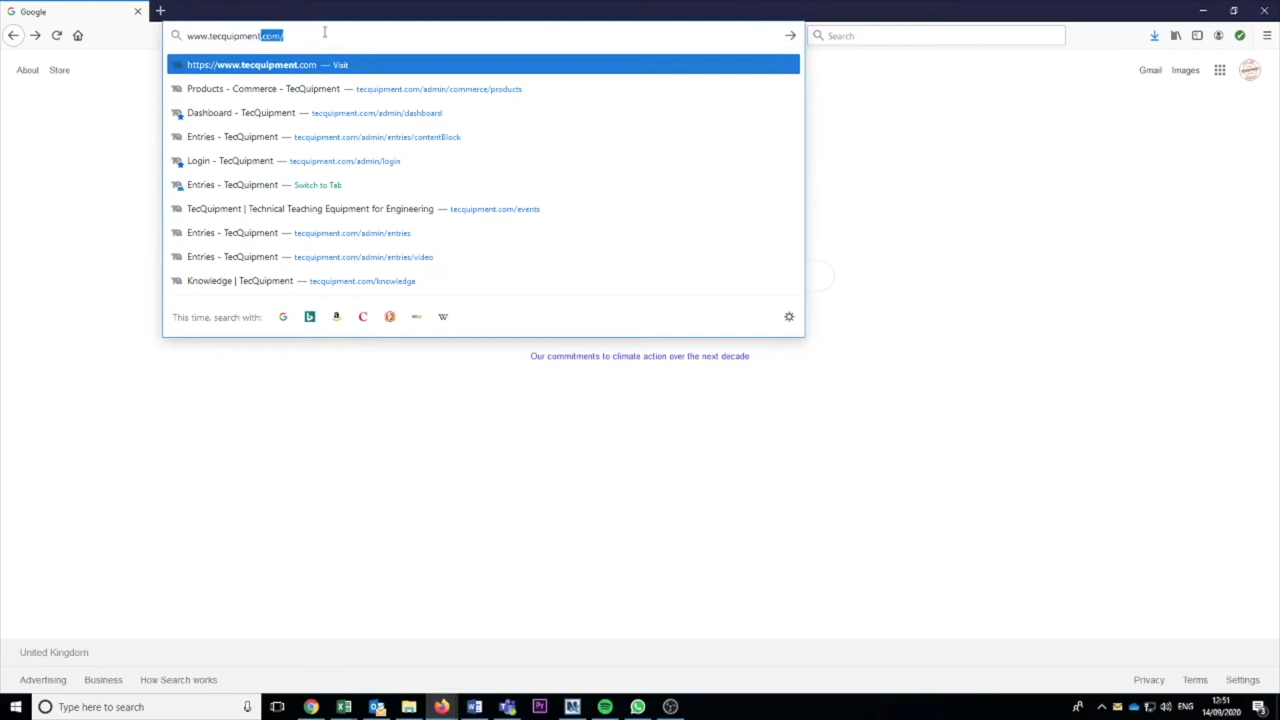 Google
www.tecquipment.com/
Search
https://www.tecquipment.com — Visit
Products - Commerce - TecQuipment — tecquipment.com/admin/commerce/products
Dashboard - TecQuipment — tecquipment.com/admin/dashboard
Entries - TecQuipment — tecquipment.com/admin/entries/contentBlock
Login - TecQuipment — tecquipment.com/admin/login
Entries - TecQuipment — Switch to Tab
TecQuipment | Technical Teaching Equipment for Engineering — tecquipment.com/events
Entries - TecQuipment — tecquipment.com/admin/entries
Entries - TecQuipment — tecquipment.com/admin/entries/video
Knowledge | TecQuipment — tecquipment.com/knowledge
This time, search with:
About Store
Gmail Images
Our commitments to climate action over the next decade
United Kingdom
Advertising Business How Search works
Privacy Terms Settings
Type here to search
ENG
12:51
14/09/2020